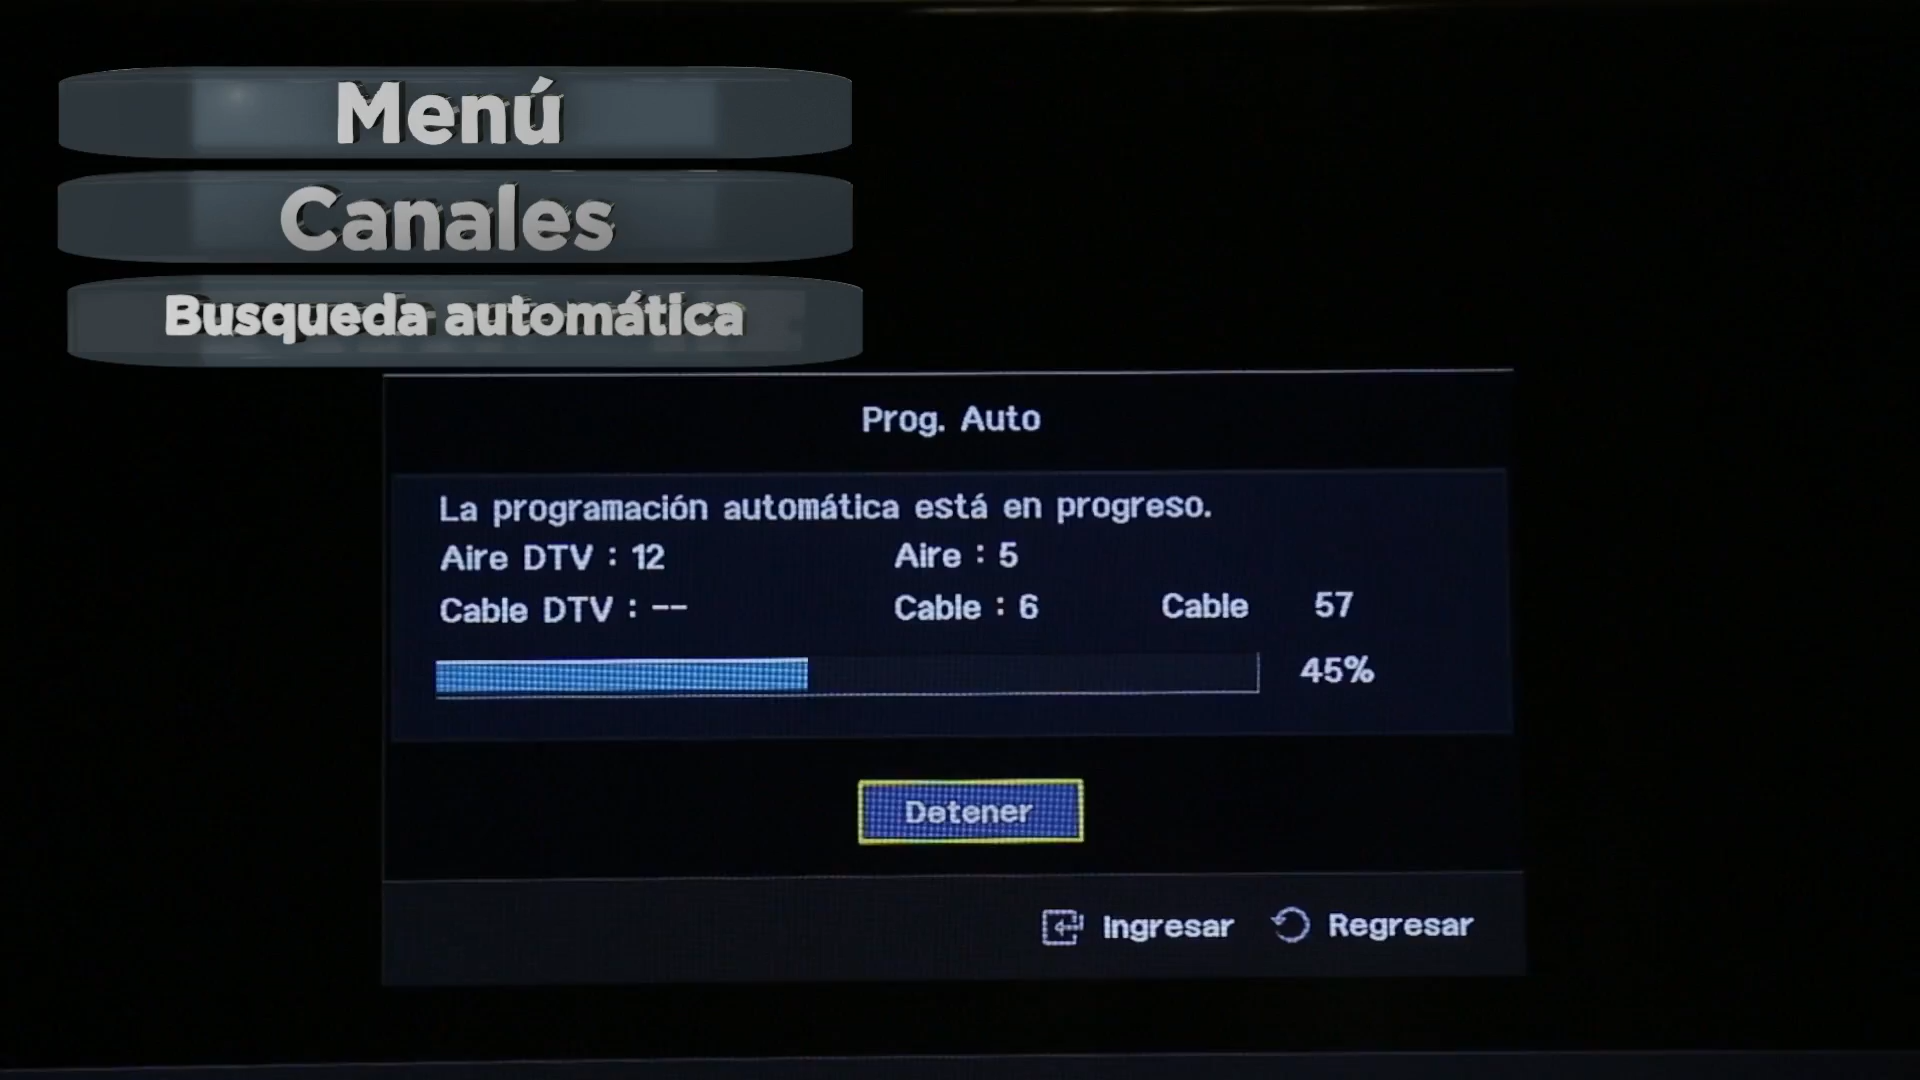 Menú
Canales
Busqueda automática
Prog. Auto
La programación automática está en progreso.
Aire DTV : 12 Aire : 5
Cable DTV : -- Cable : 6 Cable 57
45%
Detener
Ingresar Regresar